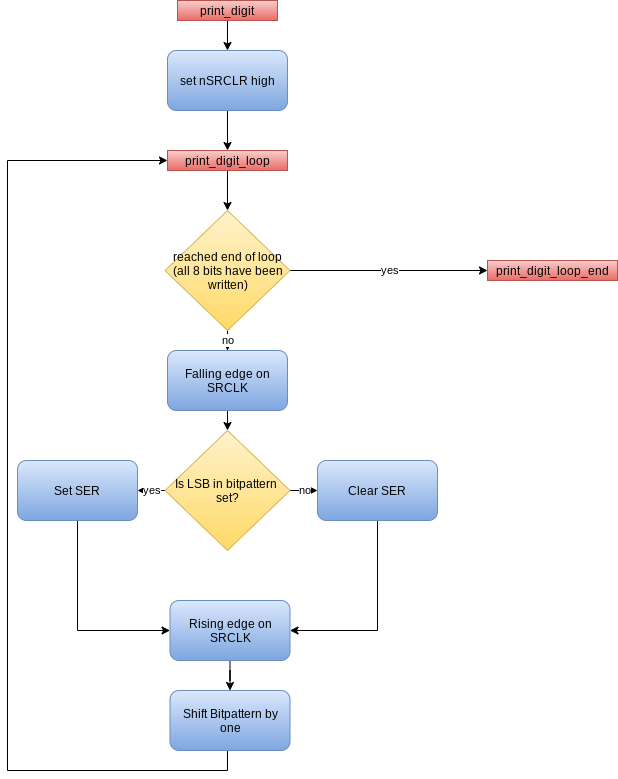 print_digit
set nSRCLR high
print_digit_loop
reached end of loop
(all 8 bits have been
written)
yes
print_digit_loop_end
no
Falling edge on
SRCLK
Set SER
yes
Is LSB in bitpattern
set?
no
Clear SER
Rising edge on
SRCLK
Shift Bitpattern by
one